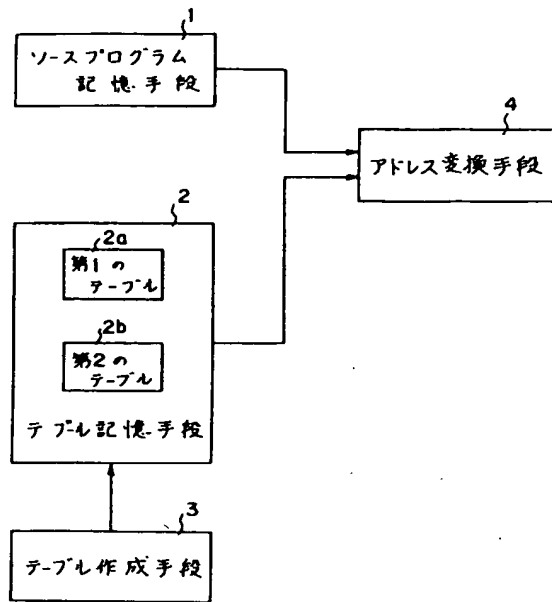 1
ソースプログラム
記憶手段
4
アドレス変換手段
2
2a
第1の
テーブル
2b
第2の
テーブル
テブル記憶手段
3
テーブル作成手段